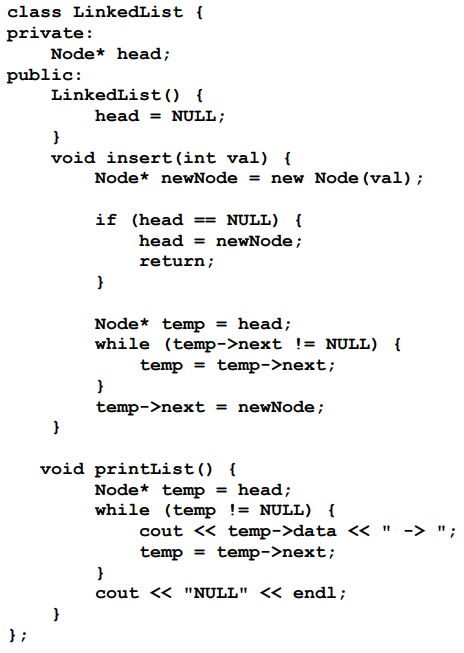 class LinkedList {
private:
    Node* head;
public:
    LinkedList() {
        head = NULL;
    }
    void insert(int val) {
        Node* newNode = new Node(val);

        if (head == NULL) {
            head = newNode;
            return;
        }

        Node* temp = head;
        while (temp->next != NULL) {
            temp = temp->next;
        }
        temp->next = newNode;
    }

   void printList() {
        Node* temp = head;
        while (temp != NULL) {
            cout << temp->data << " -> ";
            temp = temp->next;
        }
        cout << "NULL" << endl;
    }
};